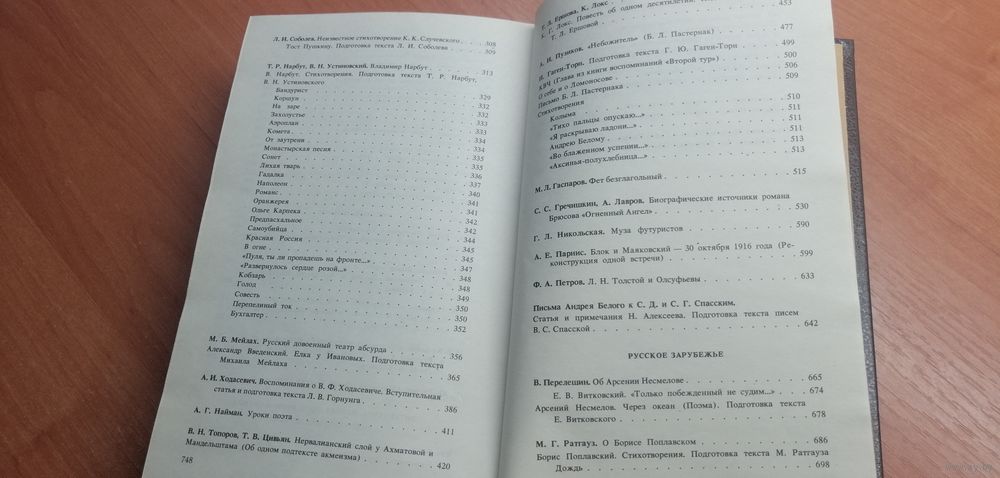 Л. И. Соболев. Неизвестное стихотворение К. К. Случевского . . . 308
Тост Пушкину. Подготовка текста Л. И. Соболева . . . 309
Т. Р. Нарбут, В. Н. Устиновский. Владимир Нарбут . . . 313
В. Нарбут. Стихотворения. Подготовка текста Т. Р. Нарбут,
В. Н. Устиновского . . . 329
Бандурист . . . 332
Коршун . . . 332
На заре . . . 332
Захолустье . . . 333
Аэроплан . . . 333
Комета . . . 334
От заутрени . . . 334
Монастырская песня . . . 335
Сонет . . . 335
Лихая тварь . . . 336
Гадалка . . . 337
Наполеон . . . 340
Романс . . . 341
Оранжерея . . . 341
Ольге Карпека . . . 342
Предпасхальное . . . 342
Самоубийца . . . 344
Красная Россия . . . 345
В огне . . . 345
«Пуля, ты ли пропадешь на фронте...» . . . 347
«Развернулось сердце розой...» . . . 348
Кобзарь . . . 348
Голод . . . 349
Совесть . . . 350
Перепелиный ток . . . 350
Бухгалтер . . . 352
М. Б. Мейлах. Русский довоенный театр абсурда . . . 356
Александр Введенский. Елка у Ивановых. Подготовка текста
Михаила Мейлаха . . . 365
А. И. Ходасевич. Воспоминания о В. Ф. Ходасевиче. Вступительная
статья и подготовка текста Л. В. Горнунга . . . 386
А. Г. Найман. Уроки поэта . . . 411
В. Н. Топоров, Т. В. Цивьян. Нервалианский слой у Ахматовой и
Мандельштама (Об одном подтексте акмеизма) . . . 420
748
Л. Ершова, К. Локс.
К. Г. Локс. Повесть об одном десятилетии.
Т. Л. Ершовой . . . 453
А. И. Пузиков. «Небожитель» (Б. Л. Пастернак) . . . 477
Н. Гаген-Торн. Подготовка текста Г. Ю. Гаген-Торн . . . 499
КВЧ (Глава из книги воспоминаний «Второй тур») . . . 500
О себе и о Ломоносове . . . 506
Письмо Б. Л. Пастернака . . . 509
Стихотворения
Колыма . . . 510
«Тихо пальцы опускаю...» . . . 511
«Я раскрываю ладони...» . . . 511
Андрею Белому . . . 511
«Во блаженном успении...» . . . 513
«Аксинья-полухлебница...» . . . 513
М. Л. Гаспаров. Фет безглагольный . . . 515
С. С. Гречишкин, А. Лавров. Биографические источники романа
Брюсова «Огненный Ангел» . . . 530
Т. Л. Никольская. Муза футуристов . . . 590
А. Е. Парнис. Блок и Маяковский — 30 октября 1916 года (Ре-
конструкция одной встречи) . . . 599
Ф. А. Петров. Л. Н. Толстой и Олсуфьевы . . . 633
Письма Андрея Белого к С. Д. и С. Г. Спасским.
Статья и примечания Н. Алексеева. Подготовка текста писем
В. С. Спасской . . . 642
РУССКОЕ ЗАРУБЕЖЬЕ
В. Перелешин. Об Арсении Несмелове . . . 665
Е. В. Витковский. «Только побежденный не судим...» . . . 674
Арсений Несмелов. Через океан (Поэма). Подготовка текста
Е. Витковского . . . 678
М. Г. Ратгауз. О Борисе Поплавском . . . 686
Борис Поплавский. Стихотворения. Подготовка текста М. Ратгауза
Дождь . . . 698